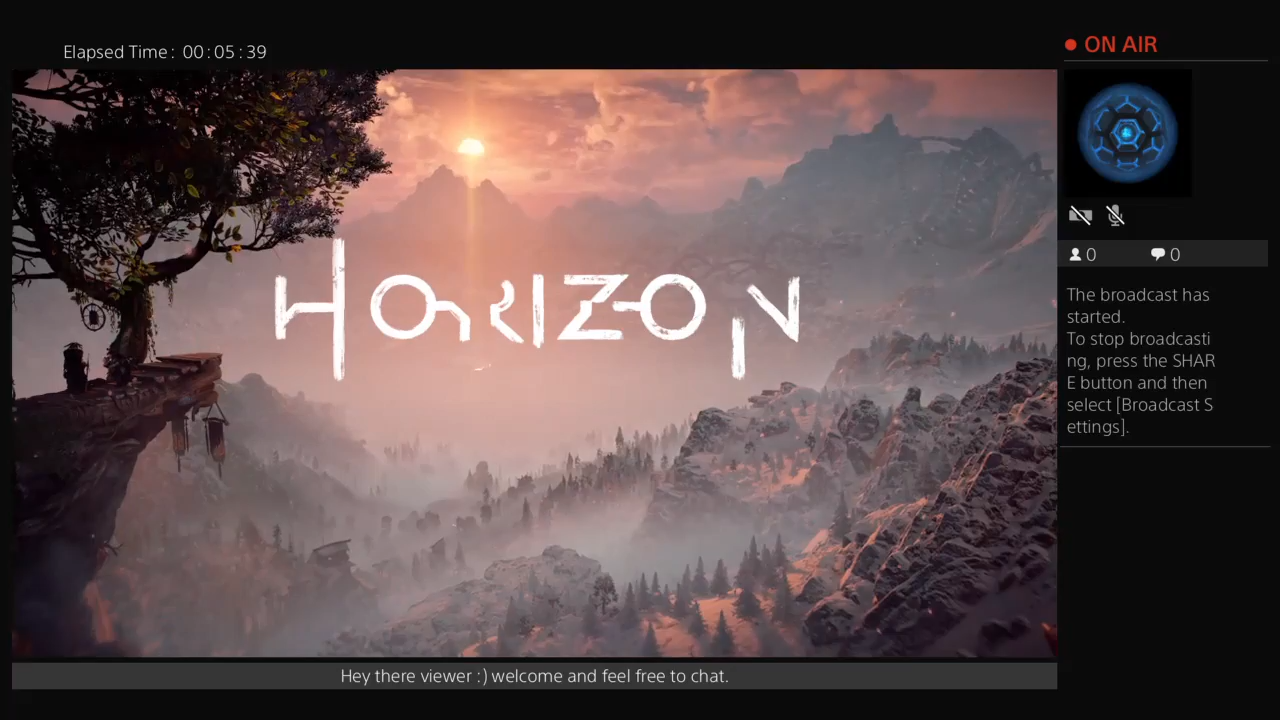 Elapsed Time: 00:05:39
ON AIR
HORIZON
0 0
The broadcast has
started.
To stop broadcasti
ng, press the SHAR
E button and then
select [Broadcast S
ettings].
Hey there viewer :) welcome and feel free to chat.